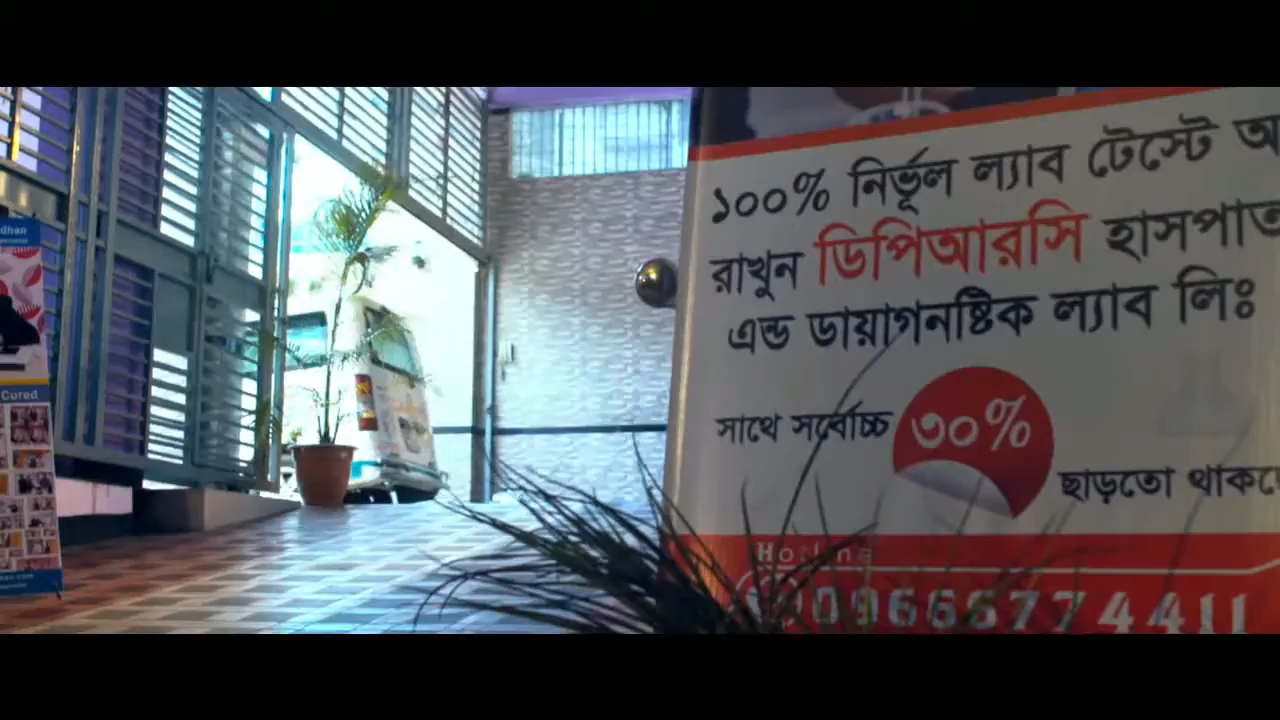 ১০০% নির্ভূল ল্যাব টেস্টে
রাখুন ডিপিআরসি
এন্ড ডায়াগনষ্টিক ল্যাব লিঃ
সাথে সর্বোচ্চ ৩০%
ছাড়তো
Hotline
09666774411
Cured